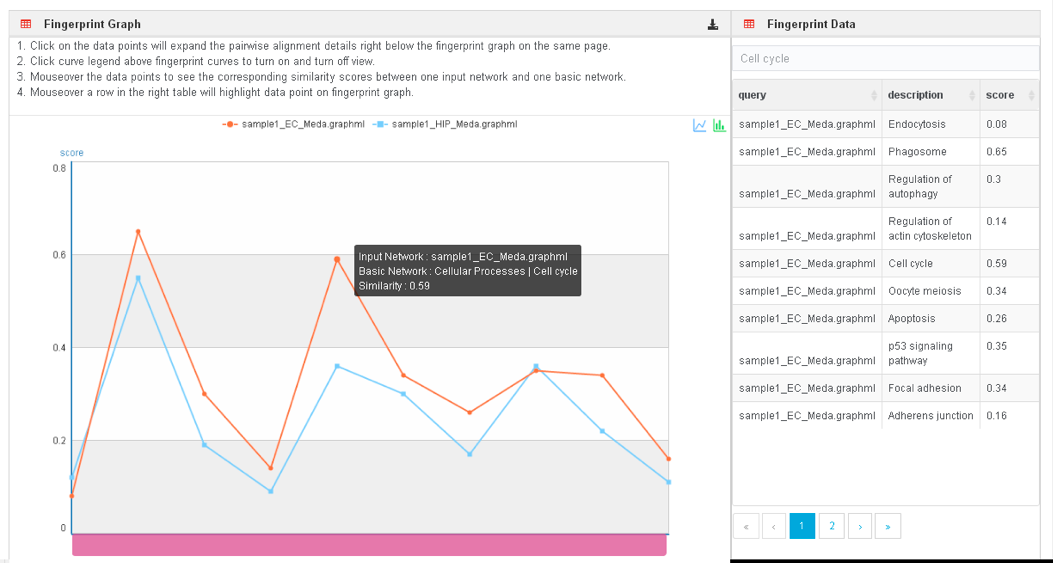 Fingerprint Graph
1. Click on the data points will expand the pairwise alignment details right below the fingerprint graph on the same page.
2. Click curve legend above fingerprint curves to turn on and turn off view.
3. Mouseover the data points to see the corresponding similarity scores between one input network and one basic network.
4. Mouseover a row in the right table will highlight data point on fingerprint graph.
sample1_EC_Meda.graphml sample1_HIP_Meda.graphml
score
0.8
0.6
0.4
0.2
0
Input Network : sample1_EC_Meda.graphml
Basic Network : Cellular Processes | Cell cycle
Similarity : 0.59
Fingerprint Data
Cell cycle
query description score
sample1_EC_Meda.graphml Endocytosis 0.08
sample1_EC_Meda.graphml Phagosome 0.65
Regulation of 0.3
sample1_EC_Meda.graphml autophagy
Regulation of 0.14
sample1_EC_Meda.graphml actin cytoskeleton
sample1_EC_Meda.graphml Cell cycle 0.59
sample1_EC_Meda.graphml Oocyte meiosis 0.34
sample1_EC_Meda.graphml Apoptosis 0.26
p53 signaling 0.35
sample1_EC_Meda.graphml pathway
sample1_EC_Meda.graphml Focal adhesion 0.34
sample1_EC_Meda.graphml Adherens junction 0.16
« ‹ 1 2 › »